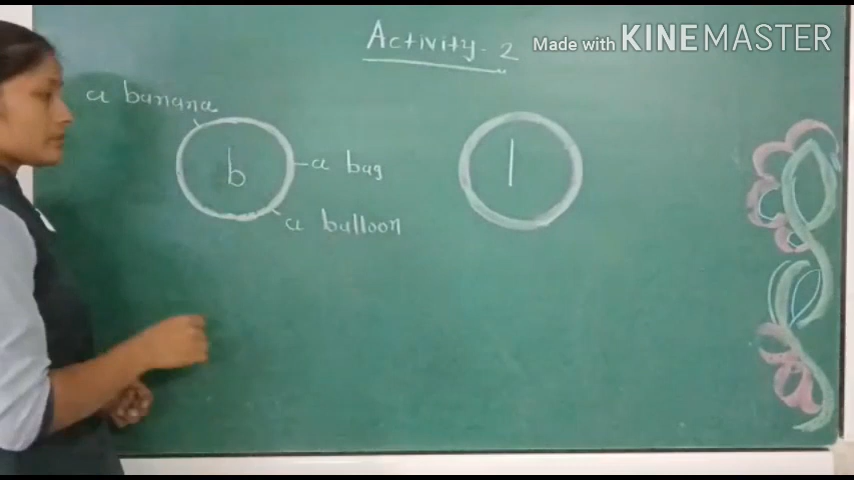 Activity - 2
Made with KINEMASTER
a banana
b
a bag
a balloon
l